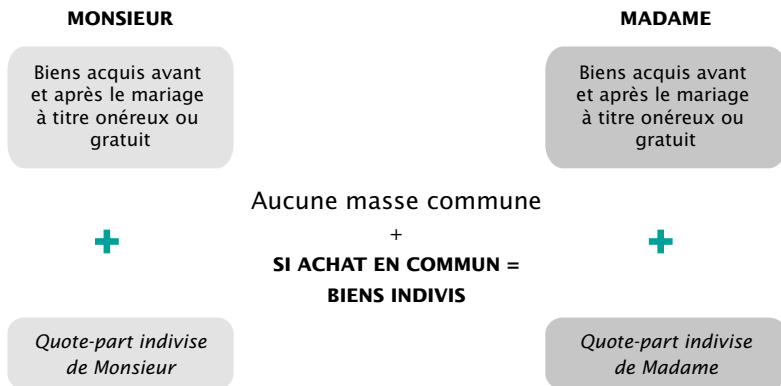 MONSIEUR
MADAME
Biens acquis avant
et après le mariage
à titre onéreux ou
gratuit
Biens acquis avant
et après le mariage
à titre onéreux ou
gratuit
Aucune masse commune
+
SI ACHAT EN COMMUN =
BIENS INDIVIS
Quote-part indivise
de Monsieur
Quote-part indivise
de Madame